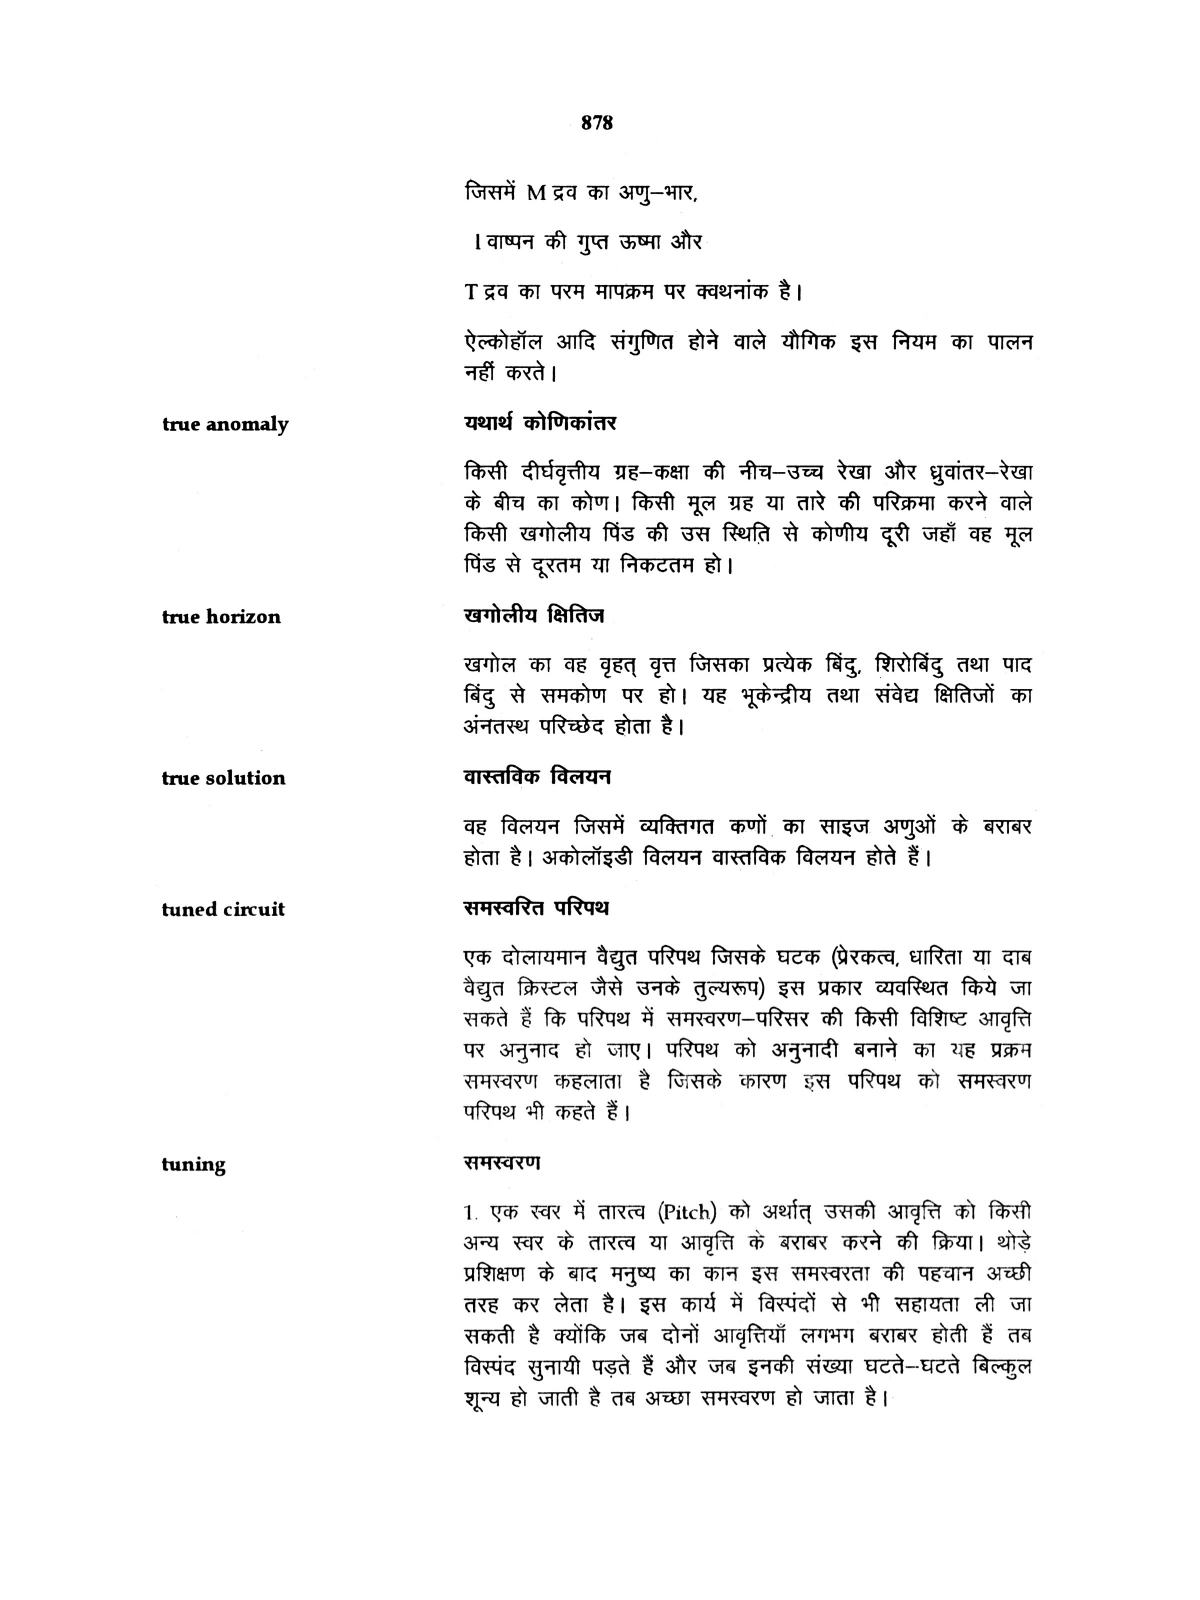 878
जिसमें M द्रव का अणु–भार,
l वाष्पन की गुप्त ऊष्मा और
T द्रव का परम मापक्रम पर क्वथनांक है।
ऐल्कोहॉल आदि संगुणित होने वाले यौगिक इस नियम का पालन
नहीं करते।
true anomaly यथार्थ कोणिकांतर
किसी दीर्घवृत्तीय ग्रह–कक्षा की नीच–उच्च रेखा और ध्रुवांतर–रेखा
के बीच का कोण। किसी मूल ग्रह या तारे की परिक्रमा करने वाले
किसी खगोलीय पिंड की उस स्थिति से कोणीय दूरी जहाँ वह मूल
पिंड से दूरतम या निकटतम हो।
true horizon खगोलीय क्षितिज
खगोल का वह वृहत् वृत्त जिसका प्रत्येक बिंदु, शिरोबिंदु तथा पाद
बिंदु से समकोण पर हो। यह भूकेन्द्रीय तथा संवेद्य क्षितिजों का
अंनतस्थ परिच्छेद होता है।
true solution वास्तविक विलयन
वह विलयन जिसमें व्यक्तिगत कणों का साइज अणुओं के बराबर
होता है। अकोलॉइडी विलयन वास्तविक विलयन होते हैं।
tuned circuit समस्वरित परिपथ
एक दोलायमान वैद्युत परिपथ जिसके घटक (प्रेरकत्व, धारिता या दाब
वैद्युत क्रिस्टल जैसे उनके तुल्यरूप) इस प्रकार व्यवस्थित किये जा
सकते हैं कि परिपथ में समस्वरण–परिसर की किसी विशिष्ट आवृत्ति
पर अनुनाद हो जाए। परिपथ को अनुनादी बनाने का यह प्रक्रम
समस्वरण कहलाता है जिसके कारण इस परिपथ को समस्वरण
परिपथ भी कहते हैं।
tuning समस्वरण
1. एक स्वर में तारत्व (Pitch) को अर्थात् उसकी आवृत्ति को किसी
अन्य स्वर के तारत्व या आवृत्ति के बराबर करने की क्रिया। थोड़े
प्रशिक्षण के बाद मनुष्य का कान इस समस्वरता की पहचान अच्छी
तरह कर लेता है। इस कार्य में विस्पंदों से भी सहायता ली जा
सकती है क्योंकि जब दोनों आवृत्तियाँ लगभग बराबर होती हैं तब
विस्पंद सुनायी पड़ते हैं और जब इनकी संख्या घटते–घटते बिल्कुल
शून्य हो जाती है तब अच्छा समस्वरण हो जाता है।